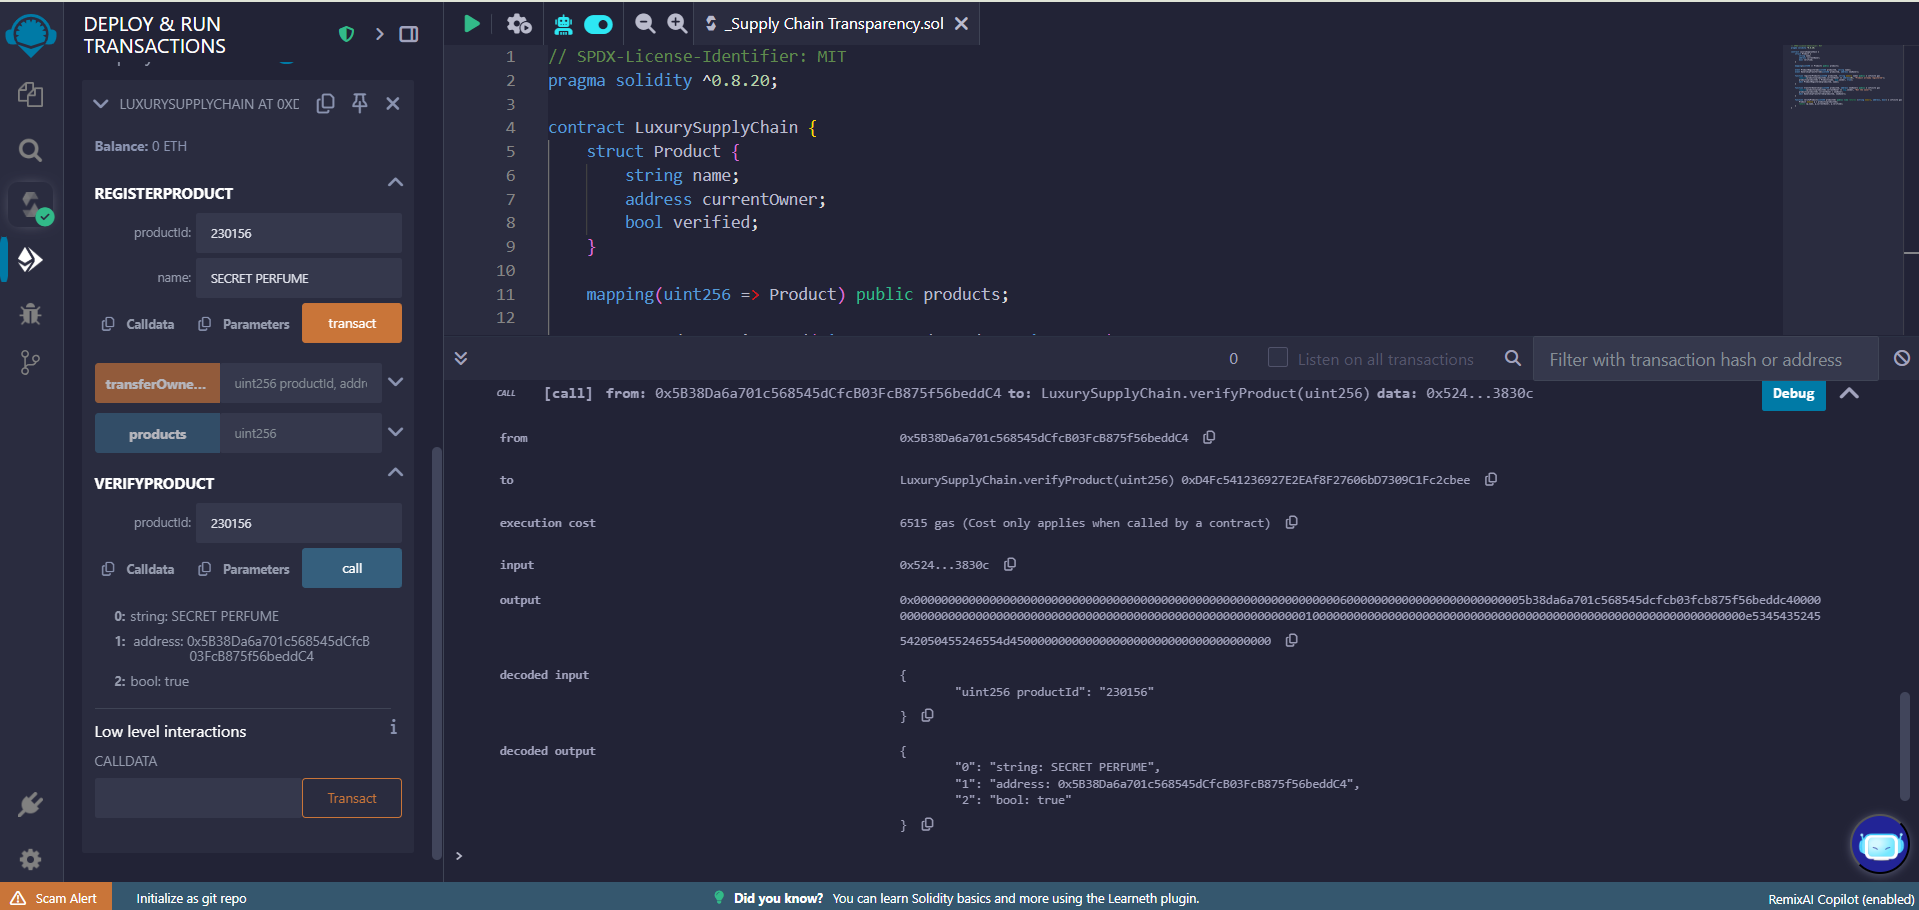 DEPLOY & RUN
TRANSACTIONS
LUXURYSUPPLYCHAIN AT 0XD
Balance: 0 ETH
REGISTERPRODUCT
productId: 230156
name: SECRET PERFUME
Calldata Parameters transact
transferOwne... uint256 productId, addre
products uint256
VERIFYPRODUCT
productId: 230156
Calldata Parameters call
0: string: SECRET PERFUME
1: address: 0x5B38Da6a701c568545dCfcB
03FcB875f56beddC4
2: bool: true
Low level interactions i
CALLDATA
Transact
_Supply Chain Transparency.sol
1 // SPDX-License-Identifier: MIT
2 pragma solidity ^0.8.20;
3
4 contract LuxurySupplyChain {
5 struct Product {
6 string name;
7 address currentOwner;
8 bool verified;
9 }
10
11 mapping(uint256 => Product) public products;
12
0 Listen on all transactions Filter with transaction hash or address
CALL [call] from: 0x5B38Da6a701c568545dCfcB03FcB875f56beddC4 to: LuxurySupplyChain.verifyProduct(uint256) data: 0x524...3830c Debug
from 0x5B38Da6a701c568545dCfcB03FcB875f56beddC4
to LuxurySupplyChain.verifyProduct(uint256) 0xD4Fc541236927E2EAf8F27606bD7309C1Fc2cbee
execution cost 6515 gas (Cost only applies when called by a contract)
input 0x524...3830c
output
decoded input {
"uint256 productId": "230156"
}
decoded output {
"0": "string: SECRET PERFUME",
"1": "address: 0x5B38Da6a701c568545dCfcB03FcB875f56beddC4",
"2": "bool: true"
}
>
Scam Alert Initialize as git repo Did you know? You can learn Solidity basics and more using the Learneth plugin. RemixAI Copilot (enabled)